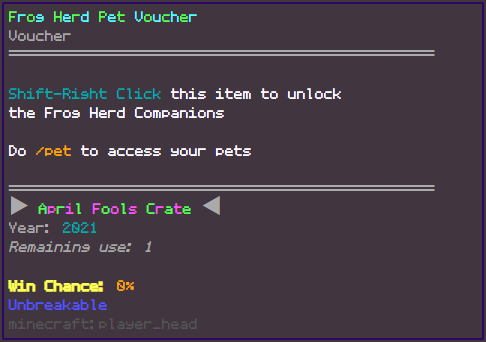 Frog Herd Pet Voucher
Voucher
Shift-Right Click this item to unlock
the Frog Herd Companions
Do /pet to access your pets
▶ April Fools Crate ◀
Year: 2021
Remaining use: 1
Win Chance: 0%
Unbreakable
minecraft:player_head